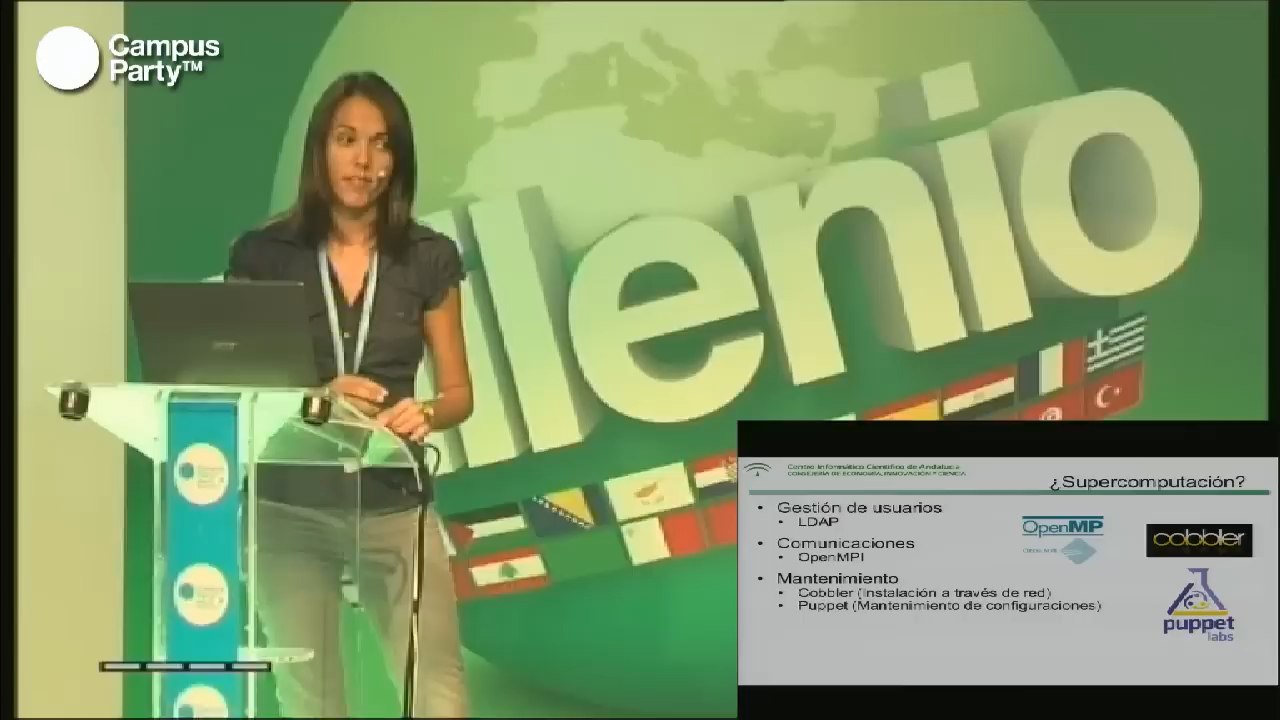 Campus
Party™
ilenio
Centro Informático Científico de Andalucía
CONSEJERÍA DE ECONOMÍA, INNOVACIÓN Y CIENCIA
¿Supercomputación?
• Gestión de usuarios
• LDAP
• Comunicaciones
• OpenMPI
• Mantenimiento
• Cobbler (Instalación a través de red)
• Puppet (Mantenimiento de configuraciones)
OpenMP
cobbler
puppet
labs